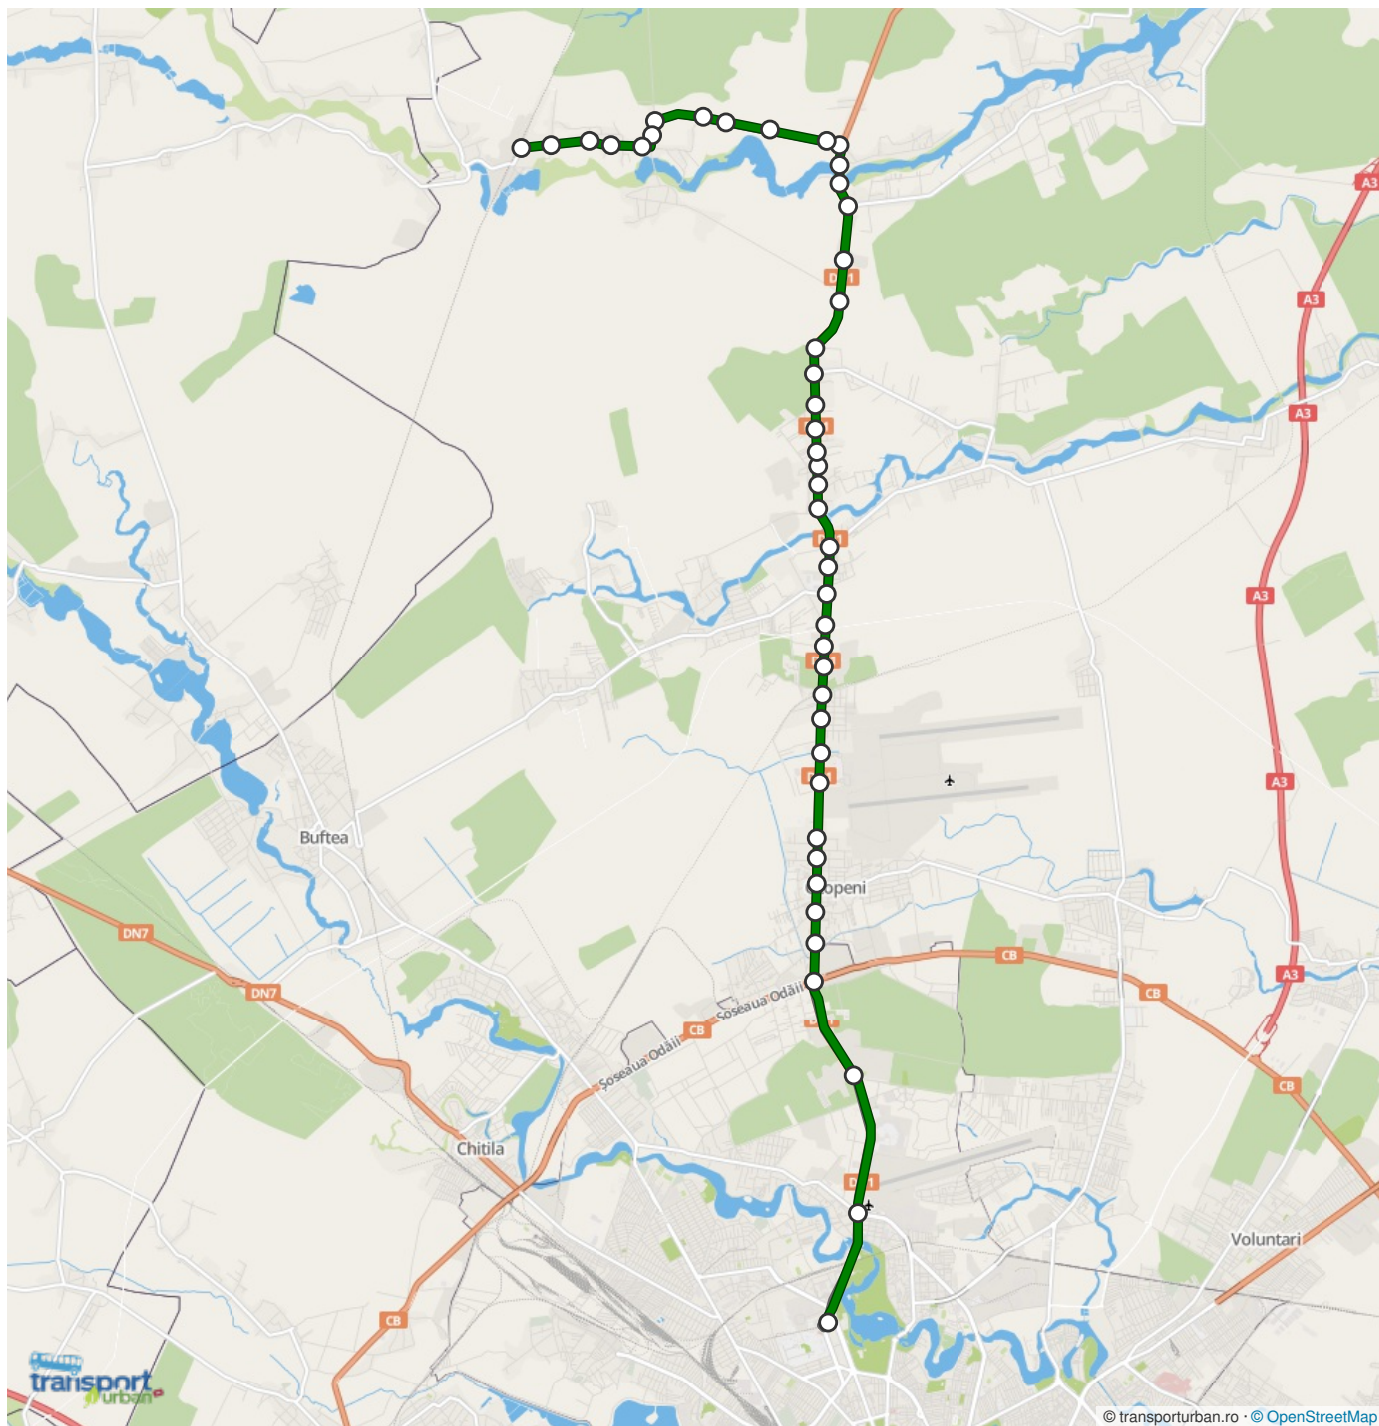 A3
A3
A3
A3
A3
Buftea
A3
DN7
CB
CB
DN7
A3
Șoseaua Odăii
CB
Șoseaua Odăii
CB
Chitila
Voluntari
CB
transport
urban
© transporturban.ro · © OpenStreetMap